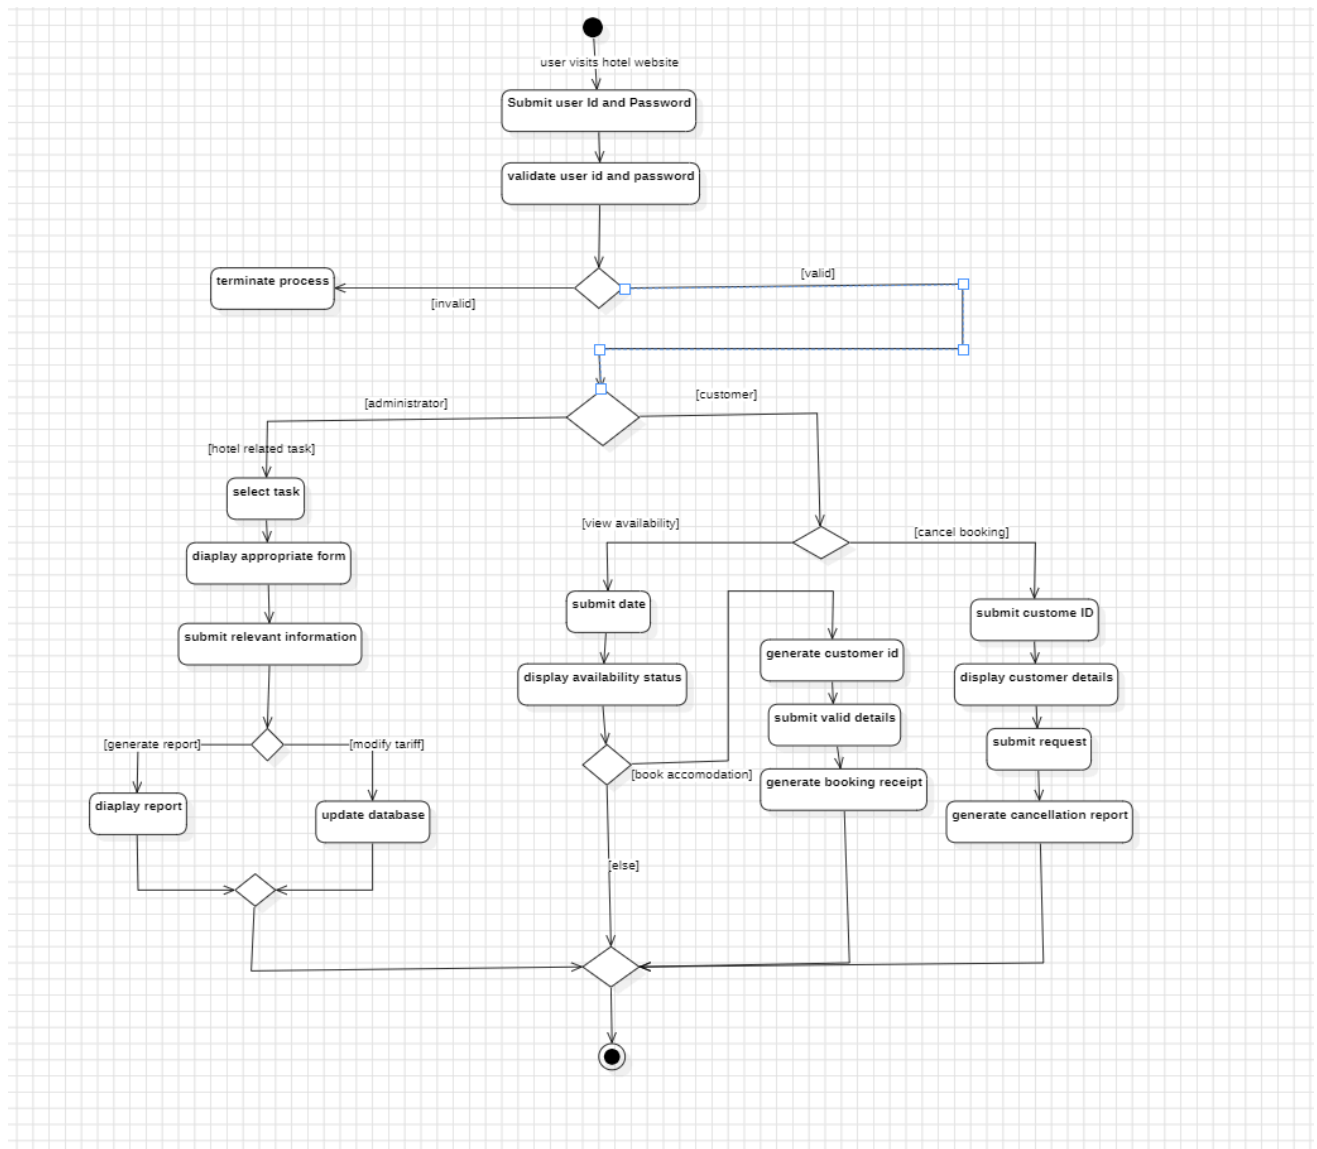 user visits hotel website
Submit user Id and Password
validate user id and password
[valid]
terminate process
[invalid]
[administrator]
[customer]
[hotel related task]
select task
diaplay appropriate form
submit relevant information
[generate report]
[modify tariff]
diaplay report
update database
[view availability]
[cancel booking]
submit date
display availability status
[book accomodation]
[else]
generate customer id
submit valid details
generate booking receipt
submit custome ID
display customer details
submit request
generate cancellation report